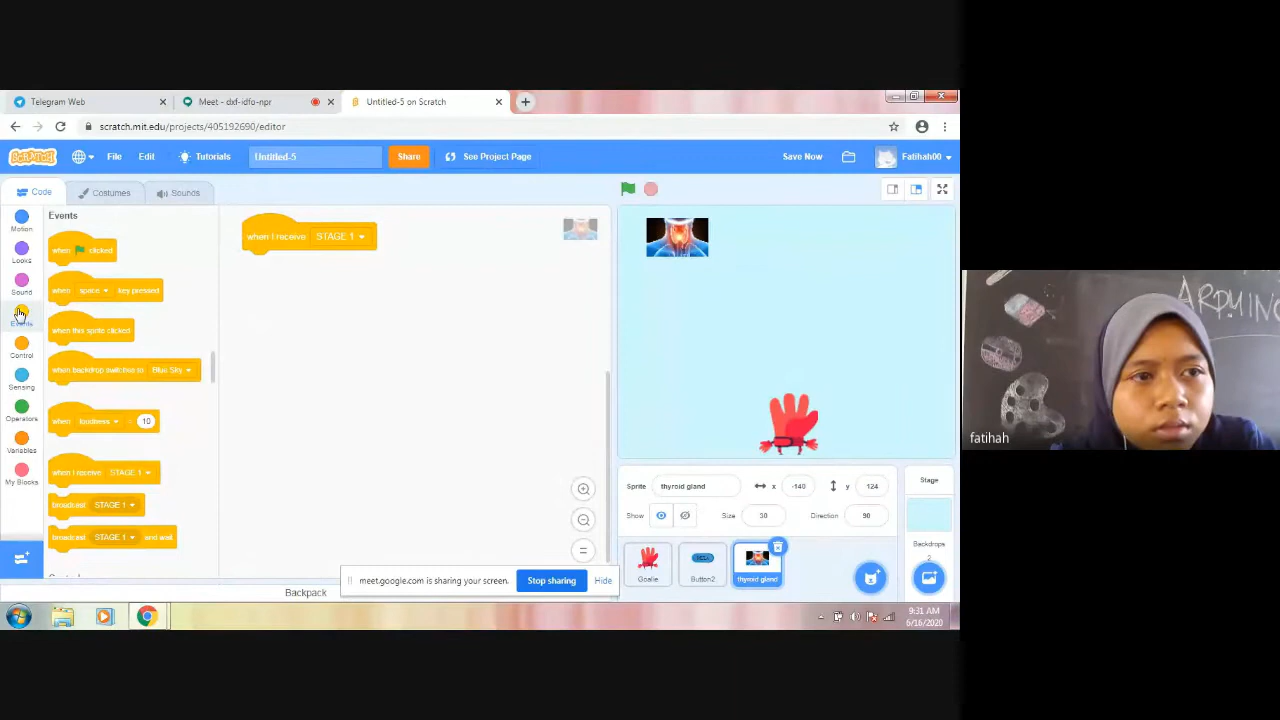 Telegram Web
Meet - dxf-idfo-npr
Untitled-5 on Scratch
scratch.mit.edu/projects/405192690/editor
SCRATCH
File
Edit
Tutorials
Untitled-5
Share
See Project Page
Save Now
Fatihah00
Code
Costumes
Sounds
Motion
Looks
Sound
Events
Control
Sensing
Operators
Variables
My Blocks
Events
when clicked
when space key pressed
when this sprite clicked
when backdrop switches to Blue Sky
when loudness 10
when I receive STAGE 1
broadcast STAGE 1
broadcast STAGE 1 and wait
when I receive STAGE 1
Sprite thyroid gland x -140 y 124
Show Size 30 Direction 90
Goalie
Button2
thyroid gland
Stage
Backdrops
2
meet.google.com is sharing your screen.
Stop sharing
Hide
Backpack
9:31 AM
6/16/2020
ARDUINO
fatihah